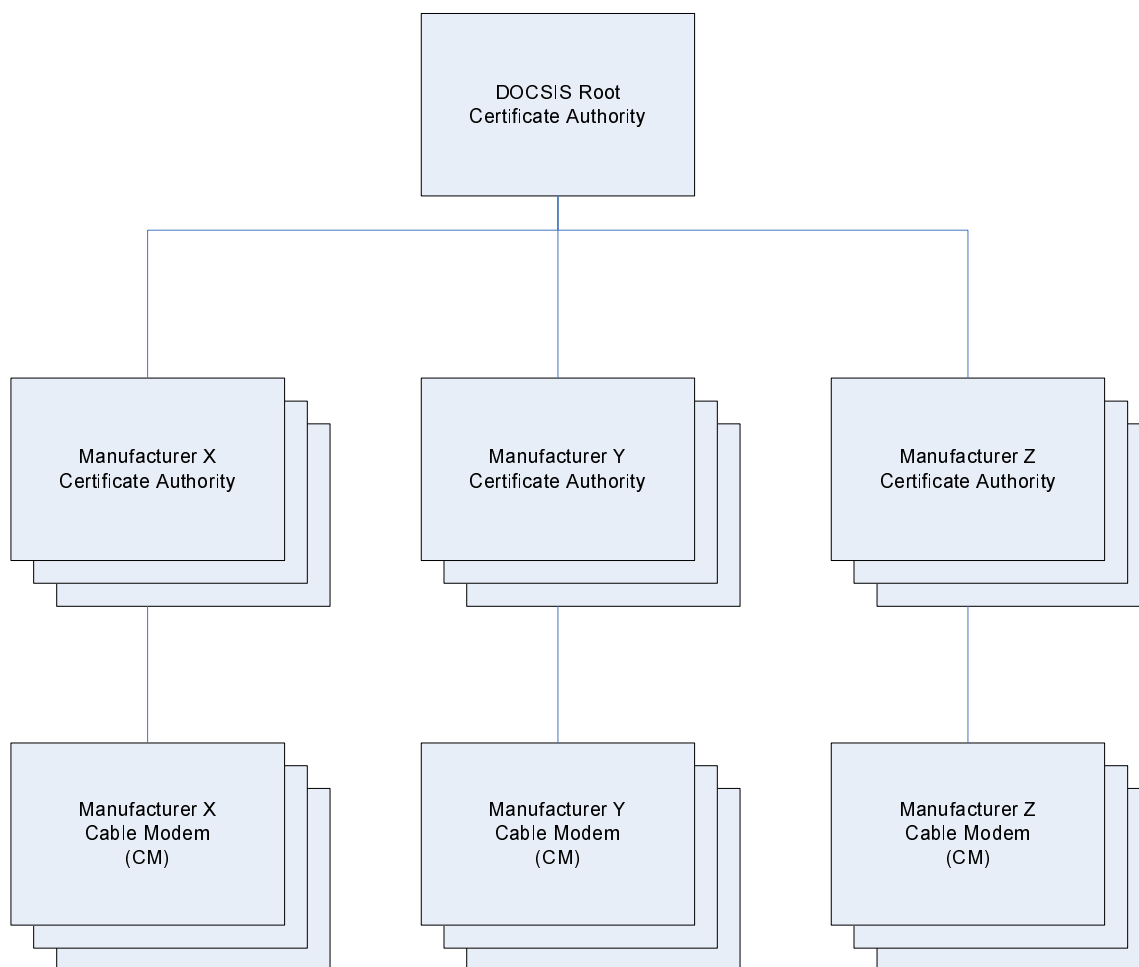 DOCSIS Root
Certificate Authority
Manufacturer X
Certificate Authority
Manufacturer Y
Certificate Authority
Manufacturer Z
Certificate Authority
Manufacturer X
Cable Modem
(CM)
Manufacturer Y
Cable Modem
(CM)
Manufacturer Z
Cable Modem
(CM)